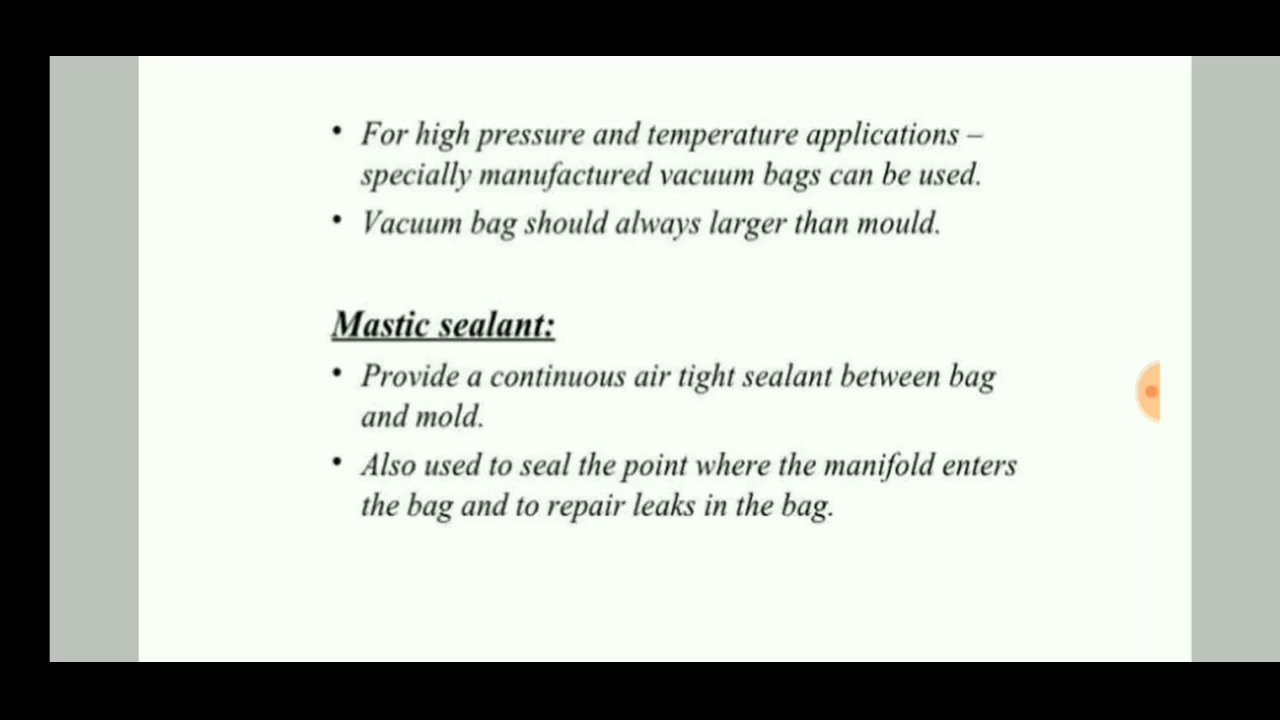 • For high pressure and temperature applications –
specially manufactured vacuum bags can be used.
• Vacuum bag should always larger than mould.
Mastic sealant:
• Provide a continuous air tight sealant between bag
and mold.
• Also used to seal the point where the manifold enters
the bag and to repair leaks in the bag.